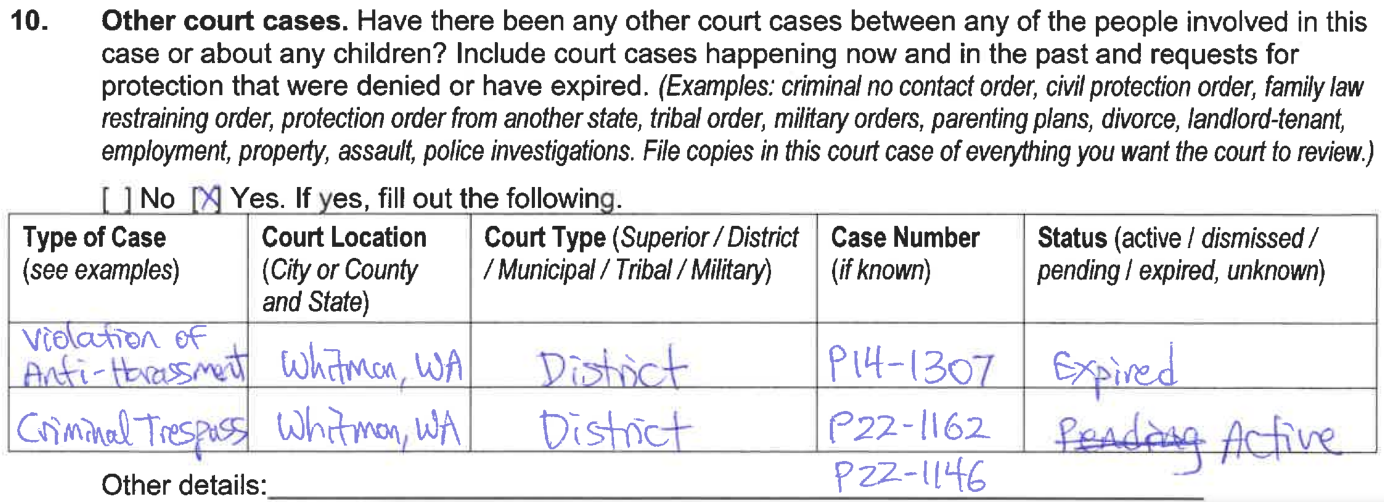 10. Other court cases. Have there been any other court cases between any of the people involved in this
case or about any children? Include court cases happening now and in the past and requests for
protection that were denied or have expired. (Examples: criminal no contact order, civil protection order, family law
restraining order, protection order from another state, tribal order, military orders, parenting plans, divorce, landlord-tenant,
employment, property, assault, police investigations. File copies in this court case of everything you want the court to review.)
[ ] No [X] Yes. If yes, fill out the following.
Type of Case Court Location Court Type (Superior / District Case Number Status (active / dismissed /
(see examples) (City or County / Municipal / Tribal / Military) (if known) pending / expired, unknown)
and State)
Violation of
Anti-Harassment Whitman, WA District P14-1307 Expired
Criminal Trespass Whitman, WA District P22-1162 Pending Active
P22-1146
Other details: